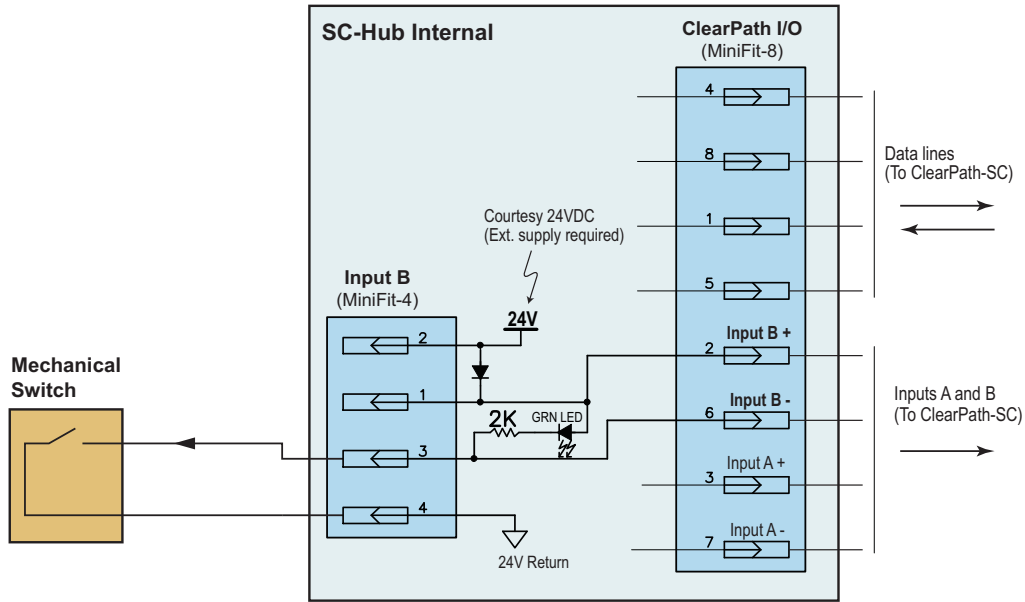 SC-Hub Internal
ClearPath I/O
(MiniFit-8)
4
8
Data lines
(To ClearPath-SC)
Courtesy 24VDC
(Ext. supply required)
1
5
Input B
(MiniFit-4)
24V
2
Input B +
2
Mechanical
Switch
1
Inputs A and B
(To ClearPath-SC)
Input B -
6
2K
GRN LED
3
Input A +
3
4
Input A -
7
24V Return